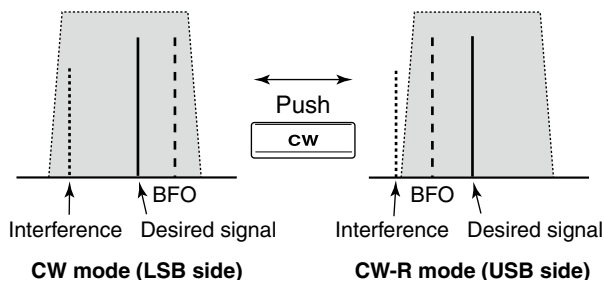 Push
CW
BFO
BFO
Interference
Desired signal
Interference
Desired signal
CW mode (LSB side)
CW-R mode (USB side)